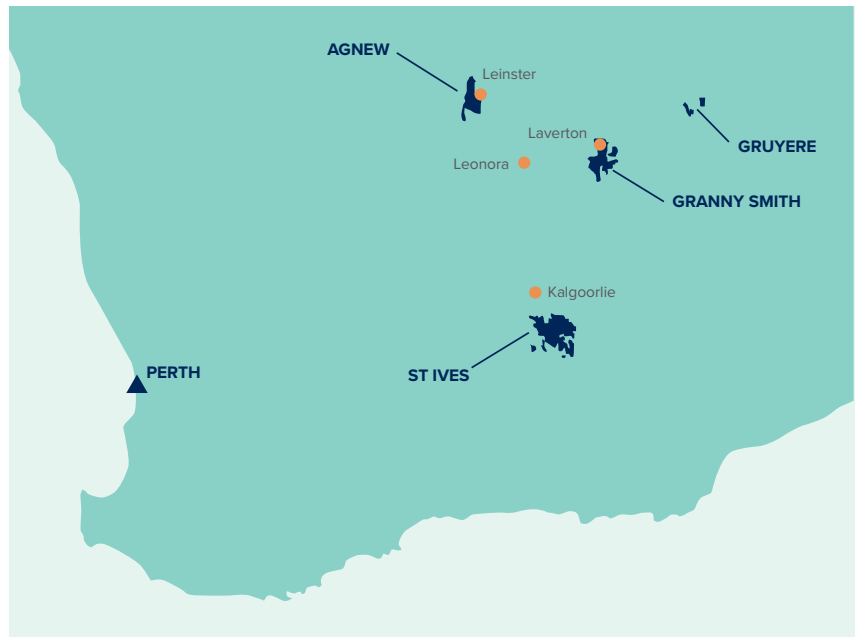 AGNEW
Leinster
Laverton
GRUYERE
Leonora
GRANNY SMITH
Kalgoorlie
PERTH
ST IVES